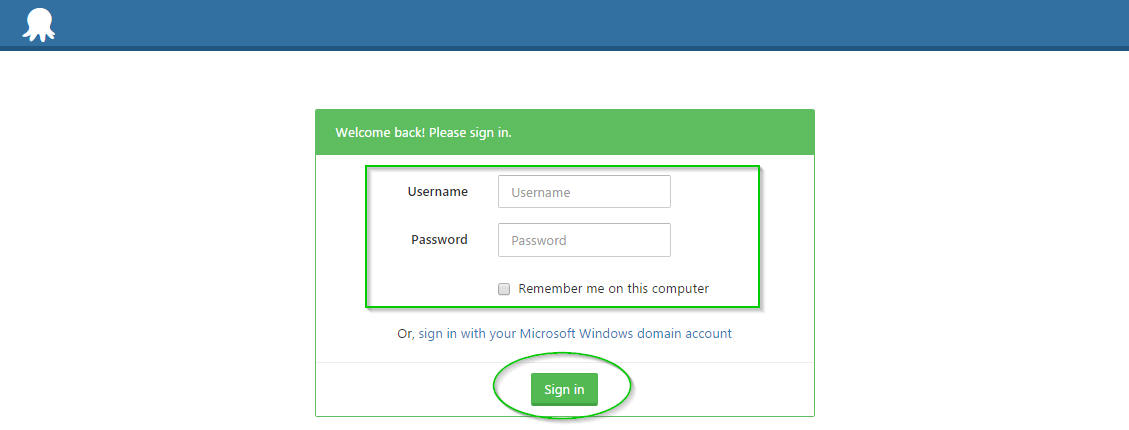 Welcome back! Please sign in.
Username Username
Password Password
Remember me on this computer
Or, sign in with your Microsoft Windows domain account
Sign in